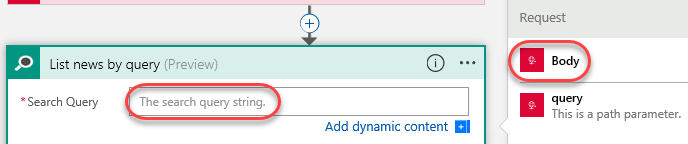 List news by query (Preview)
* Search Query
The search query string.
Add dynamic content
Request
Body
query
This is a path parameter.